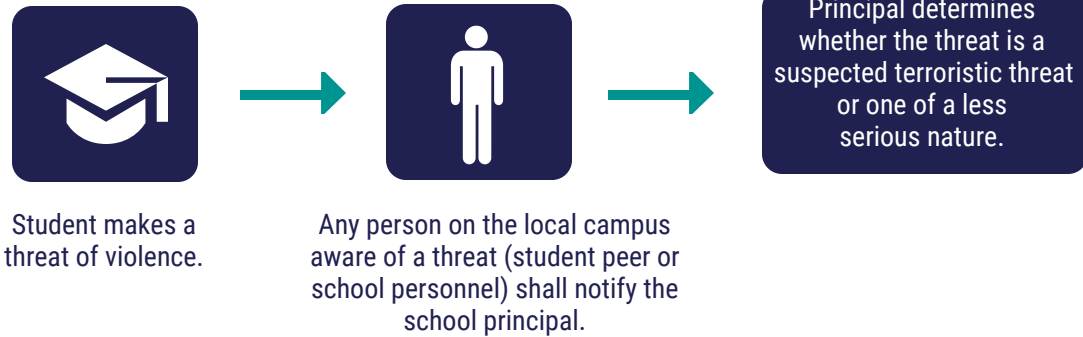 Student makes a
threat of violence.
Any person on the local campus
aware of a threat (student peer or
school personnel) shall notify the
school principal.
Principal determines
whether the threat is a
suspected terroristic threat
or one of a less
serious nature.